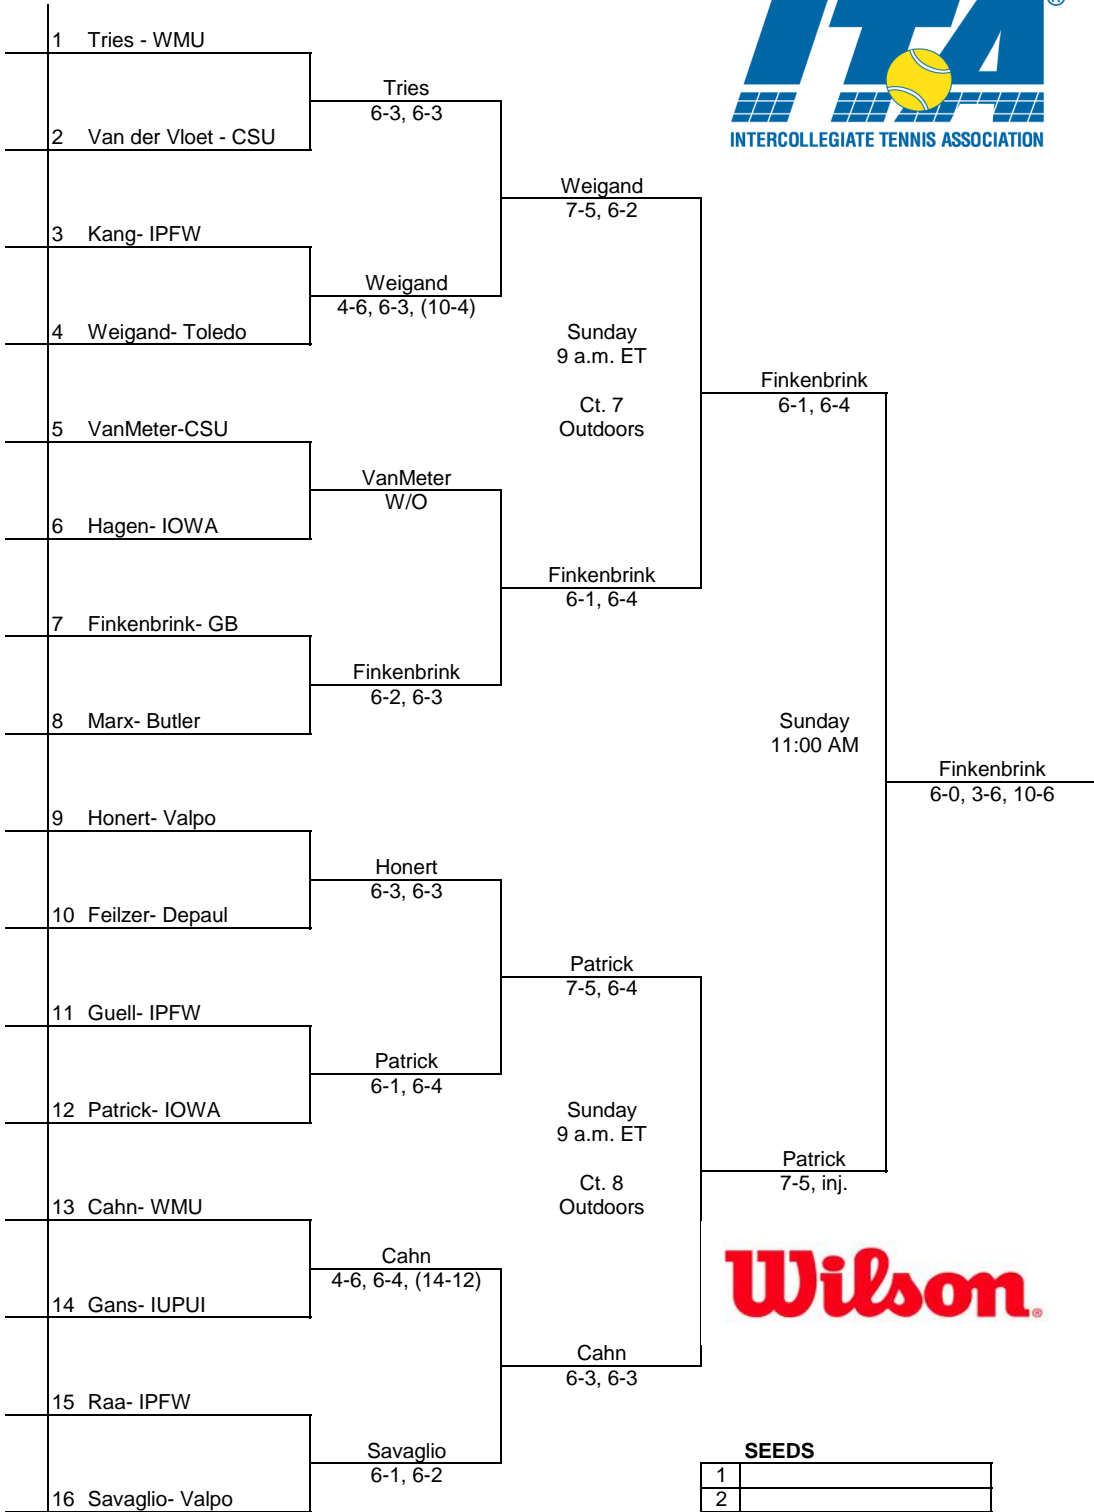 ®
INTERCOLLEGIATE TENNIS ASSOCIATION
ITA
1 Tries - WMU
Tries
6-3, 6-3
2 Van der Vloet - CSU
Weigand
7-5, 6-2
3 Kang- IPFW
Weigand
4-6, 6-3, (10-4)
4 Weigand- Toledo
Sunday
9 a.m. ET
Ct. 7
Outdoors
Finkenbrink
6-1, 6-4
5 VanMeter-CSU
VanMeter
W/O
6 Hagen- IOWA
Finkenbrink
6-1, 6-4
7 Finkenbrink- GB
Finkenbrink
6-2, 6-3
8 Marx- Butler
Sunday
11:00 AM
Finkenbrink
6-0, 3-6, 10-6
9 Honert- Valpo
Honert
6-3, 6-3
10 Feilzer- Depaul
Patrick
7-5, 6-4
11 Guell- IPFW
Patrick
6-1, 6-4
12 Patrick- IOWA
Sunday
9 a.m. ET
Ct. 8
Outdoors
Patrick
7-5, inj.
13 Cahn- WMU
Cahn
4-6, 6-4, (14-12)
14 Gans- IUPUI
Wilson®
Cahn
6-3, 6-3
15 Raa- IPFW
Savaglio
6-1, 6-2
16 Savaglio- Valpo
SEEDS
1
2